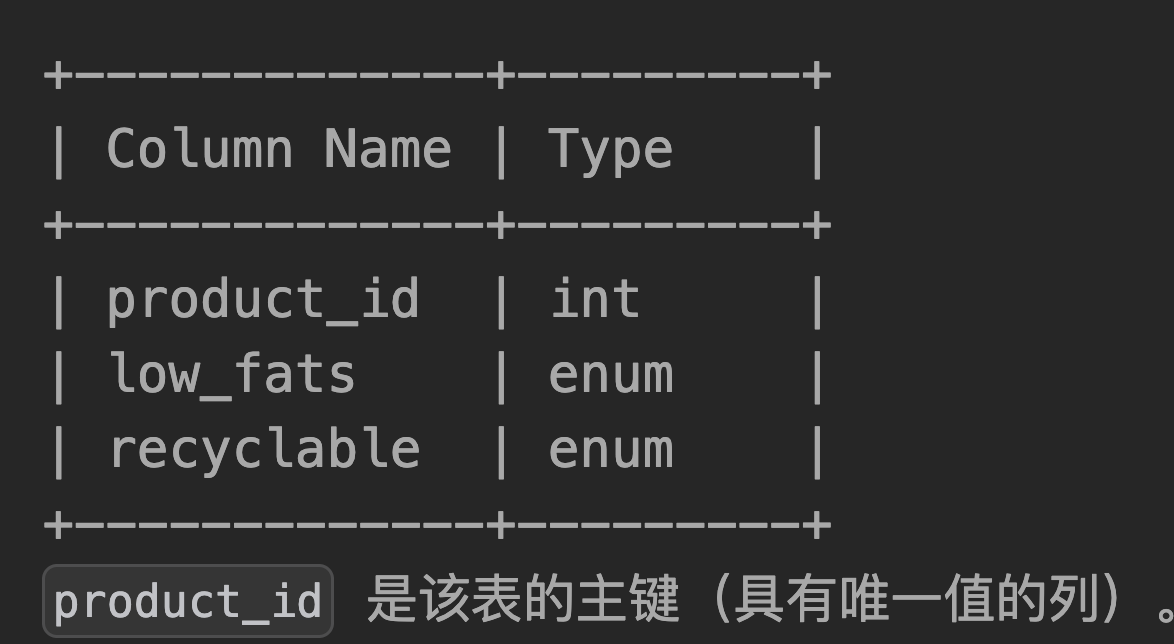 +--------------+---------+
| Column Name | Type    |
+--------------+---------+
| product_id  | int     |
| low_fats    | enum    |
| recyclable  | enum    |
+--------------+---------+
product_id 是该表的主键（具有唯一值的列）。